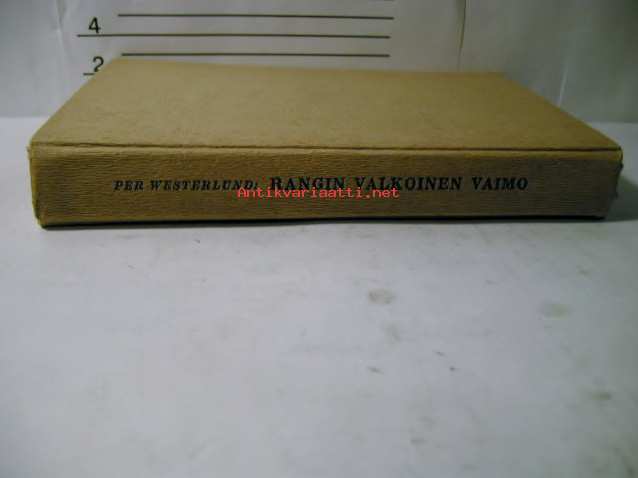 4
2
PER WESTERLUND: RANGIN VALKOINEN VAIMO
Antikvariaatti.net